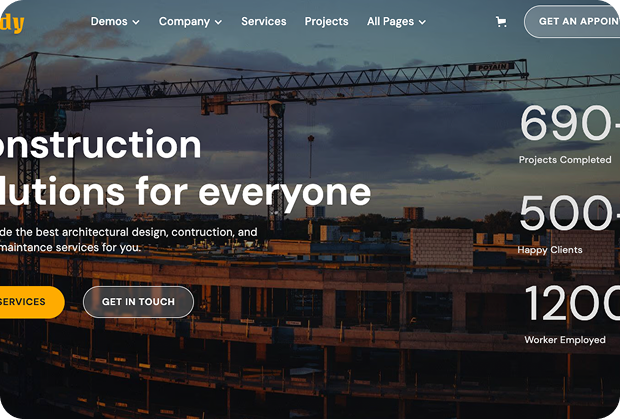 dy
Demos
Company
Services
Projects
All Pages
GET AN APPOIN
POTAIN
onstruction
lutions for everyone
de the best architectural design, contruction, and
maintance services for you.
SERVICES
GET IN TOUCH
690
Projects Completed
500
Happy Clients
1200
Worker Employed